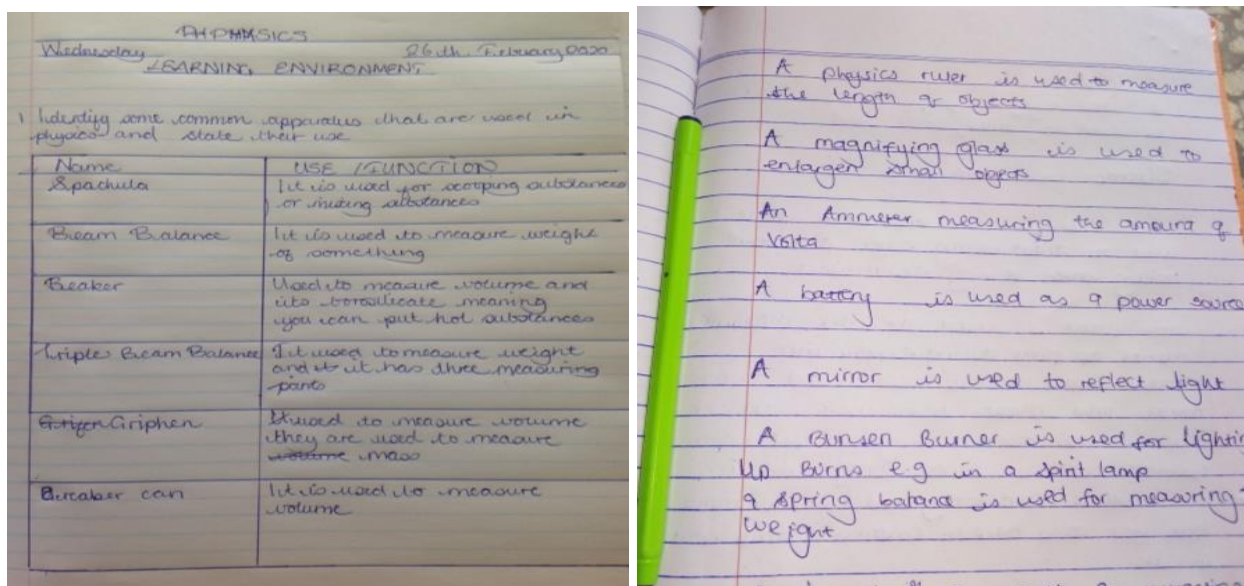 PHYSICS
Wednesday 26th February 2020
LEARNING ENVIRONMENT
1 Identify some common apparatus that are used in
physics and state their use
Name USE / FUNCTION
Spachula It is used for scooping substances
or substances
Beam Balance It is used to measure weight
of something
Beaker Used to measure volume and
its borosilicate meaning
you can put hot substances
Triple Beam Balance It used to measure weight
and it has three measuring
parts
Griphen It used to measure volume
they are used to measure
volume mass
can It is used to measure
volume
A physics ruler is used to measure
the length of objects
A magnifying glass is used to
enlargen small objects
An Ammeter measuring the amount of
Volta
A battery is used as a power source
A mirror is used to reflect light
A Bunsen Burner is used for
up Burns e.g in a spirit lamp
a spring balance is used for measuring
weight